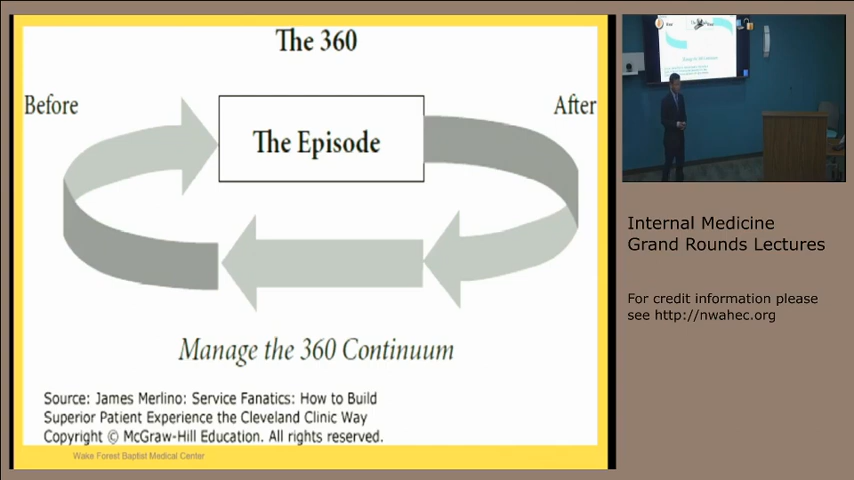 The 360
Before
After
The Episode
Manage the 360 Continuum
Source: James Merlino: Service Fanatics: How to Build
Superior Patient Experience the Cleveland Clinic Way
Copyright © McGraw-Hill Education. All rights reserved.
Wake Forest Baptist Medical Center
Internal Medicine
Grand Rounds Lectures
For credit information please
see http://nwahec.org